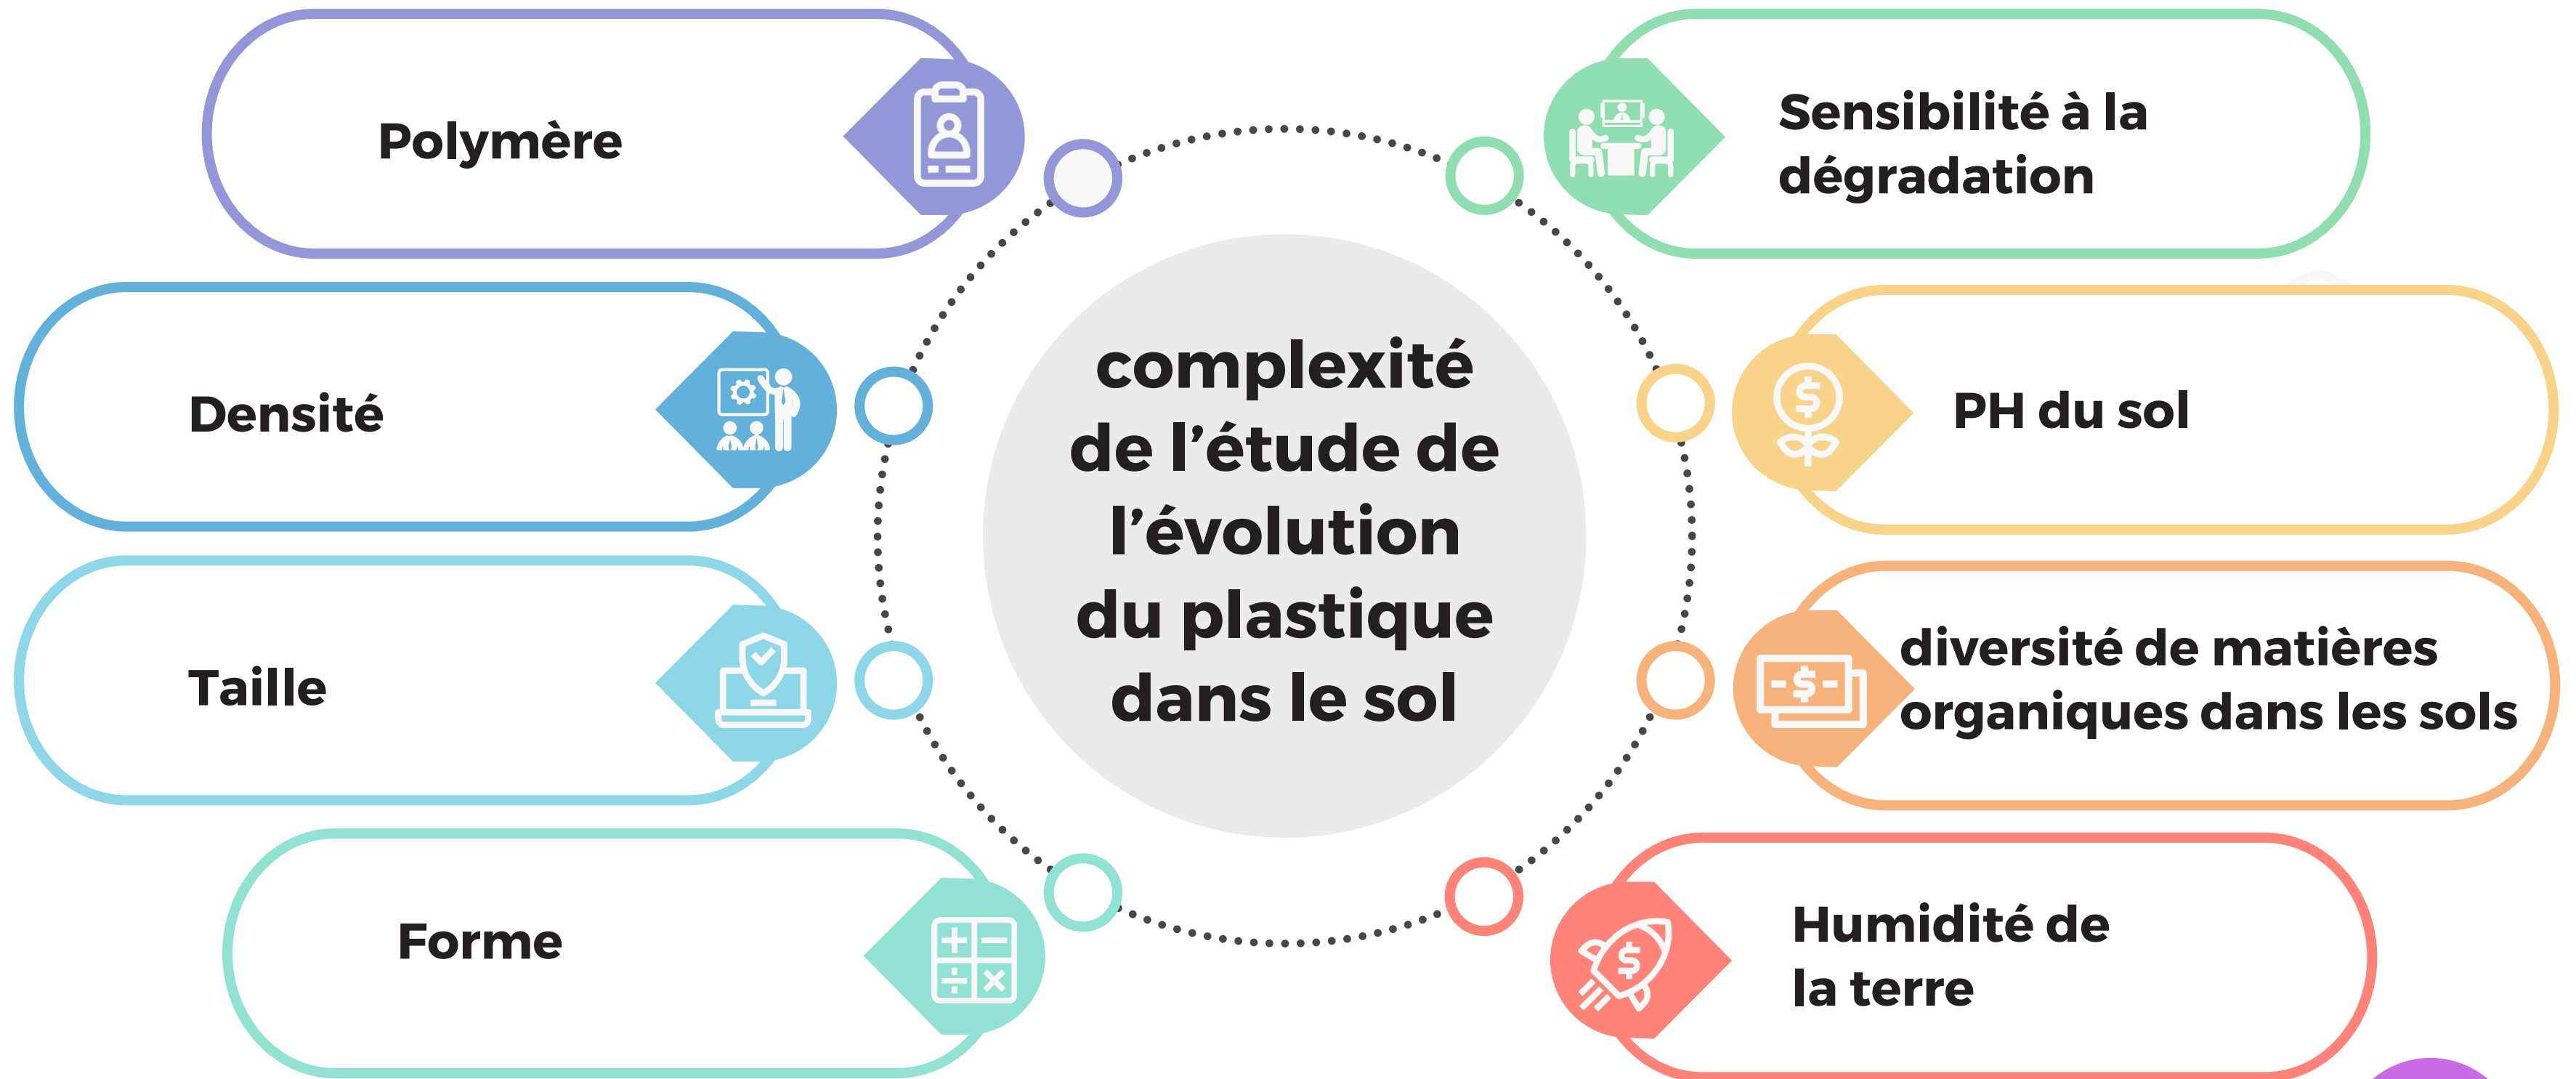 Polymère
Densité
Taille
Forme
complexité
de l’étude de
l’évolution
du plastique
dans le sol
Sensibilité à la
dégradation
PH du sol
diversité de matières
organiques dans les sols
Humidité de
la terre